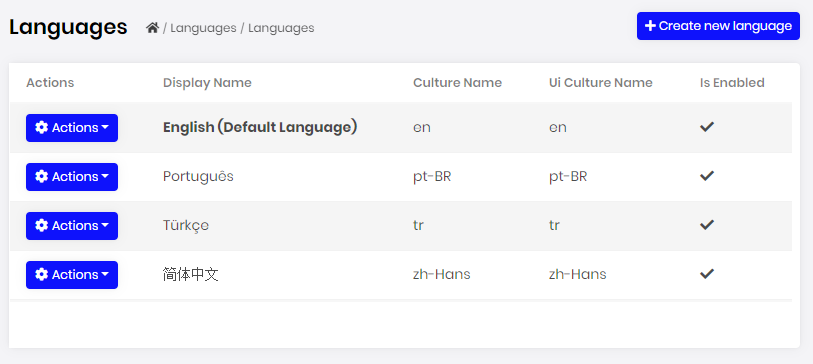 Languages / Languages / Languages + Create new language
Actions Display Name Culture Name Ui Culture Name Is Enabled
Actions English (Default Language) en en
Actions Português pt-BR pt-BR
Actions Türkçe tr tr
Actions 简体中文 zh-Hans zh-Hans